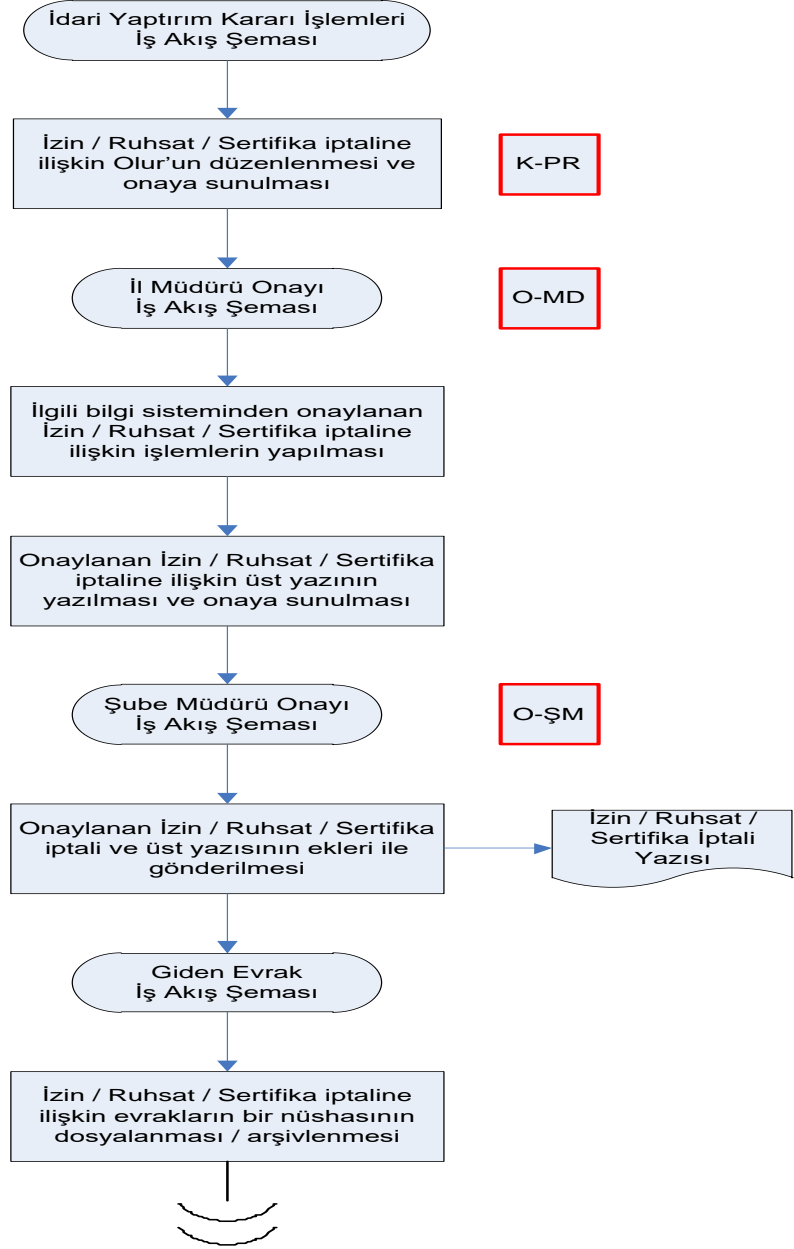 İdari Yaptırım Kararı İşlemleri
İş Akış Şeması
İzin / Ruhsat / Sertifika iptaline
ilişkin Olur'un düzenlenmesi ve
onaya sunulması
K-PR
İl Müdürü Onayı
İş Akış Şeması
O-MD
İlgili bilgi sisteminden onaylanan
İzin / Ruhsat / Sertifika iptaline
ilişkin işlemlerin yapılması
Onaylanan İzin / Ruhsat / Sertifika
iptaline ilişkin üst yazının
yazılması ve onaya sunulması
Şube Müdürü Onayı
İş Akış Şeması
O-ŞM
Onaylanan İzin / Ruhsat / Sertifika
iptali ve üst yazısının ekleri ile
gönderilmesi
İzin / Ruhsat /
Sertifika İptali
Yazısı
Giden Evrak
İş Akış Şeması
İzin / Ruhsat / Sertifika iptaline
ilişkin evrakların bir nüshasının
dosyalanması / arşivlenmesi